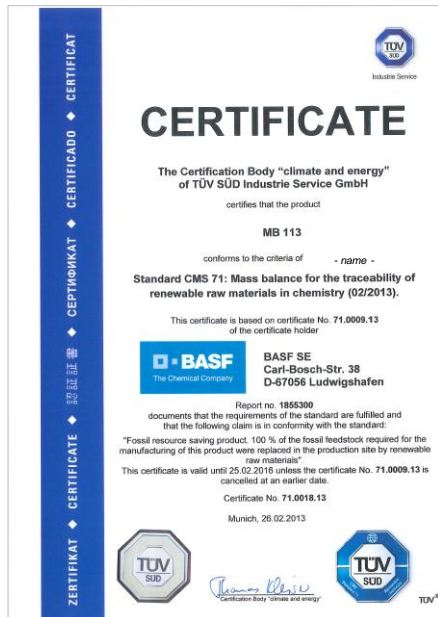 TÜV
SÜD
Industrie Service
CERTIFICATE
The Certification Body "climate and energy"
of TÜV SÜD Industrie Service GmbH
certifies that the product
MB 113
conforms to the criteria of - name -
Standard CMS 71: Mass balance for the traceability of
renewable raw materials in chemistry (02/2013).
This certificate is based on certificate No. 71.0009.13
of the certificate holder
BASF
The Chemical Company
BASF SE
Carl-Bosch-Str. 38
D-67056 Ludwigshafen
Report no. 1855300
documents that the requirements of the standard are fulfilled and
that the following claim is in conformity with the standard:
"Fossil resource saving product. 100 % of the fossil feedstock required for the
manufacturing of this product were replaced in the production site by renewable
raw materials"
This certificate is valid until 25.02.2016 unless the certificate No. 71.0009.13 is
cancelled at an earlier date.
Certificate No. 71.0018.13
Munich, 26.02.2013
TÜV
SÜD
Certification Body "climate and energy"
TÜV
SÜD
TÜV®
ZERTIFIKAT ◆ CERTIFICATE ◆ 認証証書 ◆ СЕРТИФИКАТ ◆ CERTIFICADO ◆ CERTIFICAT